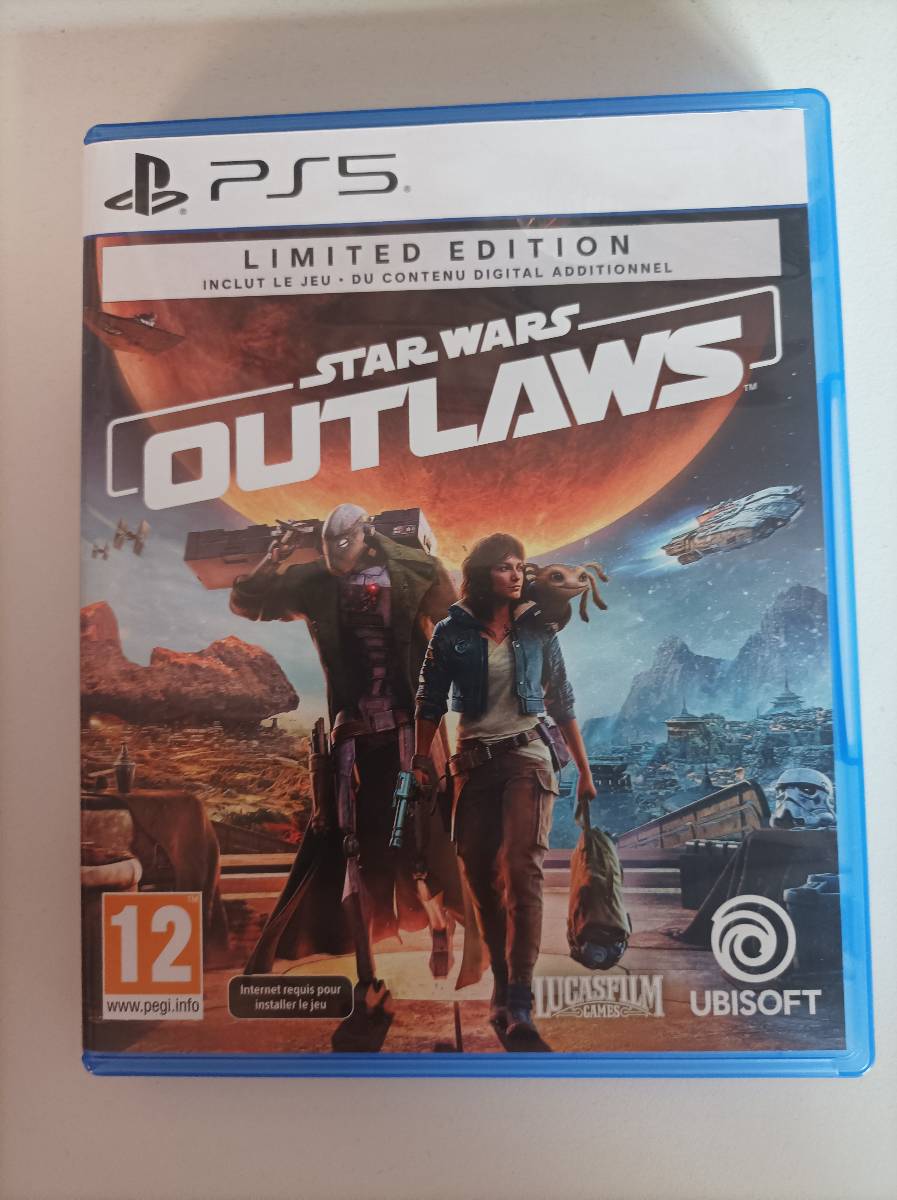 PS5
LIMITED EDITION
INCLUT LE JEU • DU CONTENU DIGITAL ADDITIONNEL
STAR WARS
OUTLAWS™
12
www.pegi.info
Internet requis pour
installer le jeu
LUCASFILM
GAMES
UBISOFT